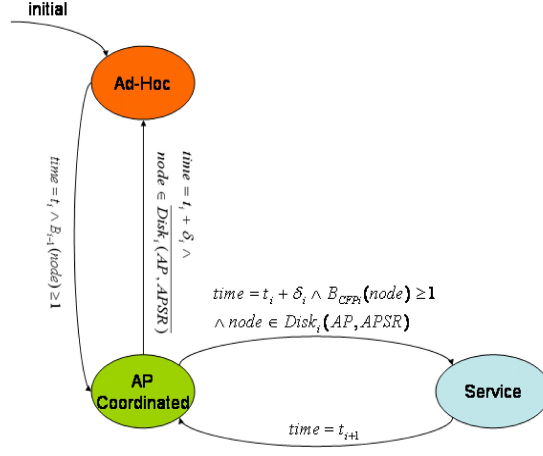 initial
Ad-Hoc
time = t_i ∧ B_{i-1}(node) ≥ 1
time = t_i + δ_i ∧
node ∈ \overline{Disk_i(AP, APSR)}
time = t_i + δ_i ∧ B_{CFPi}(node) ≥ 1
∧ node ∈ Disk_i(AP, APSR)
AP
Coordinated
Service
time = t_{i+1}